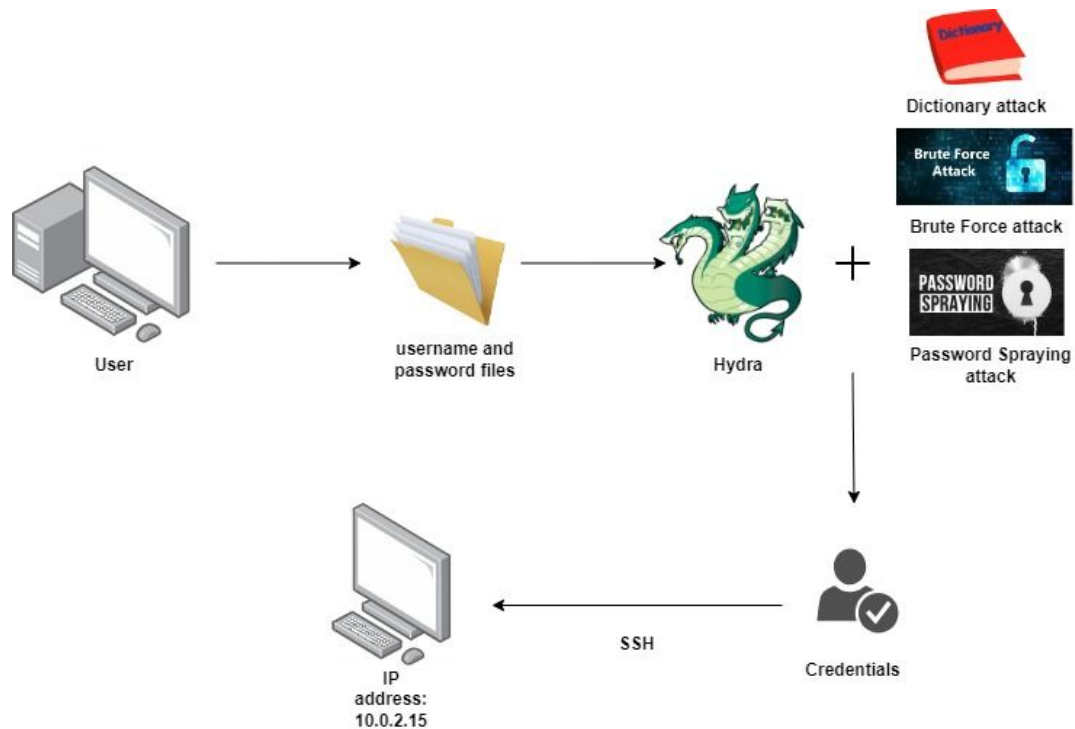 Dictionary
Dictionary attack
Brute Force
Attack
Brute Force attack
PASSWORD
SPRAYING
Password Spraying
attack
User
username and
password files
Hydra
SSH
Credentials
IP
address:
10.0.2.15